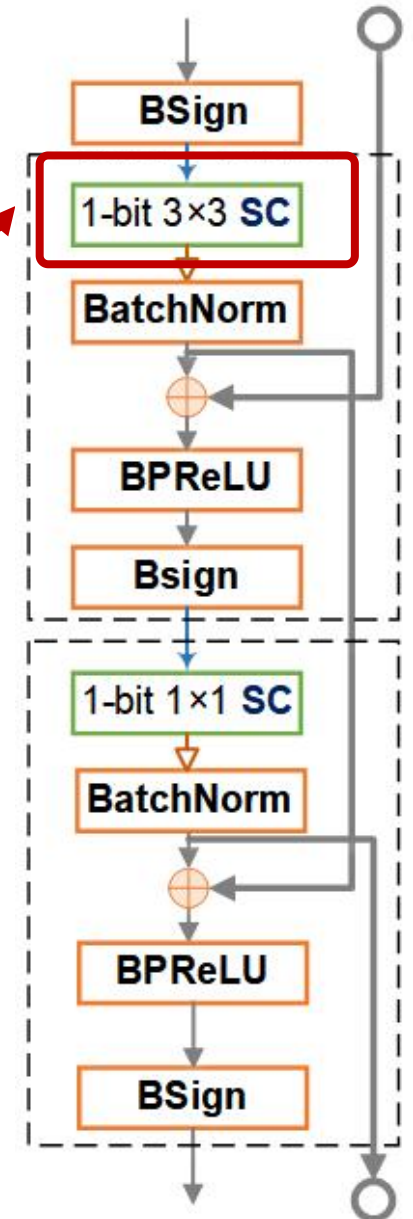 BSign
1-bit 3×3 SC
BatchNorm
BPReLU
Bsign
1-bit 1×1 SC
BatchNorm
BPReLU
BSign